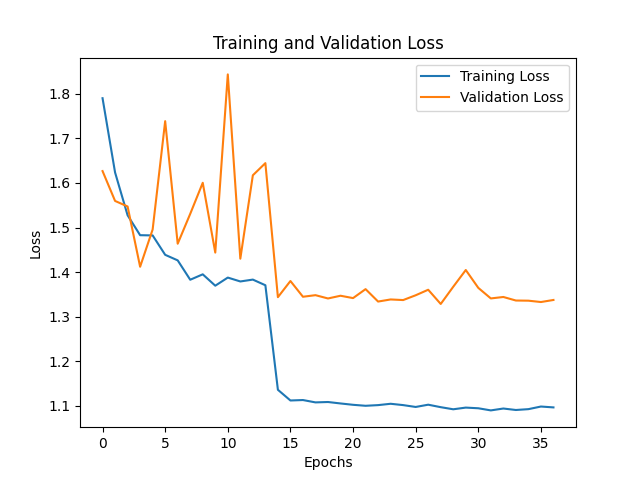 Training and Validation Loss
Training Loss
Validation Loss
1.8
1.7
1.6
1.5
1.4
1.3
1.2
1.1
Loss
0 5 10 15 20 25 30 35
Epochs